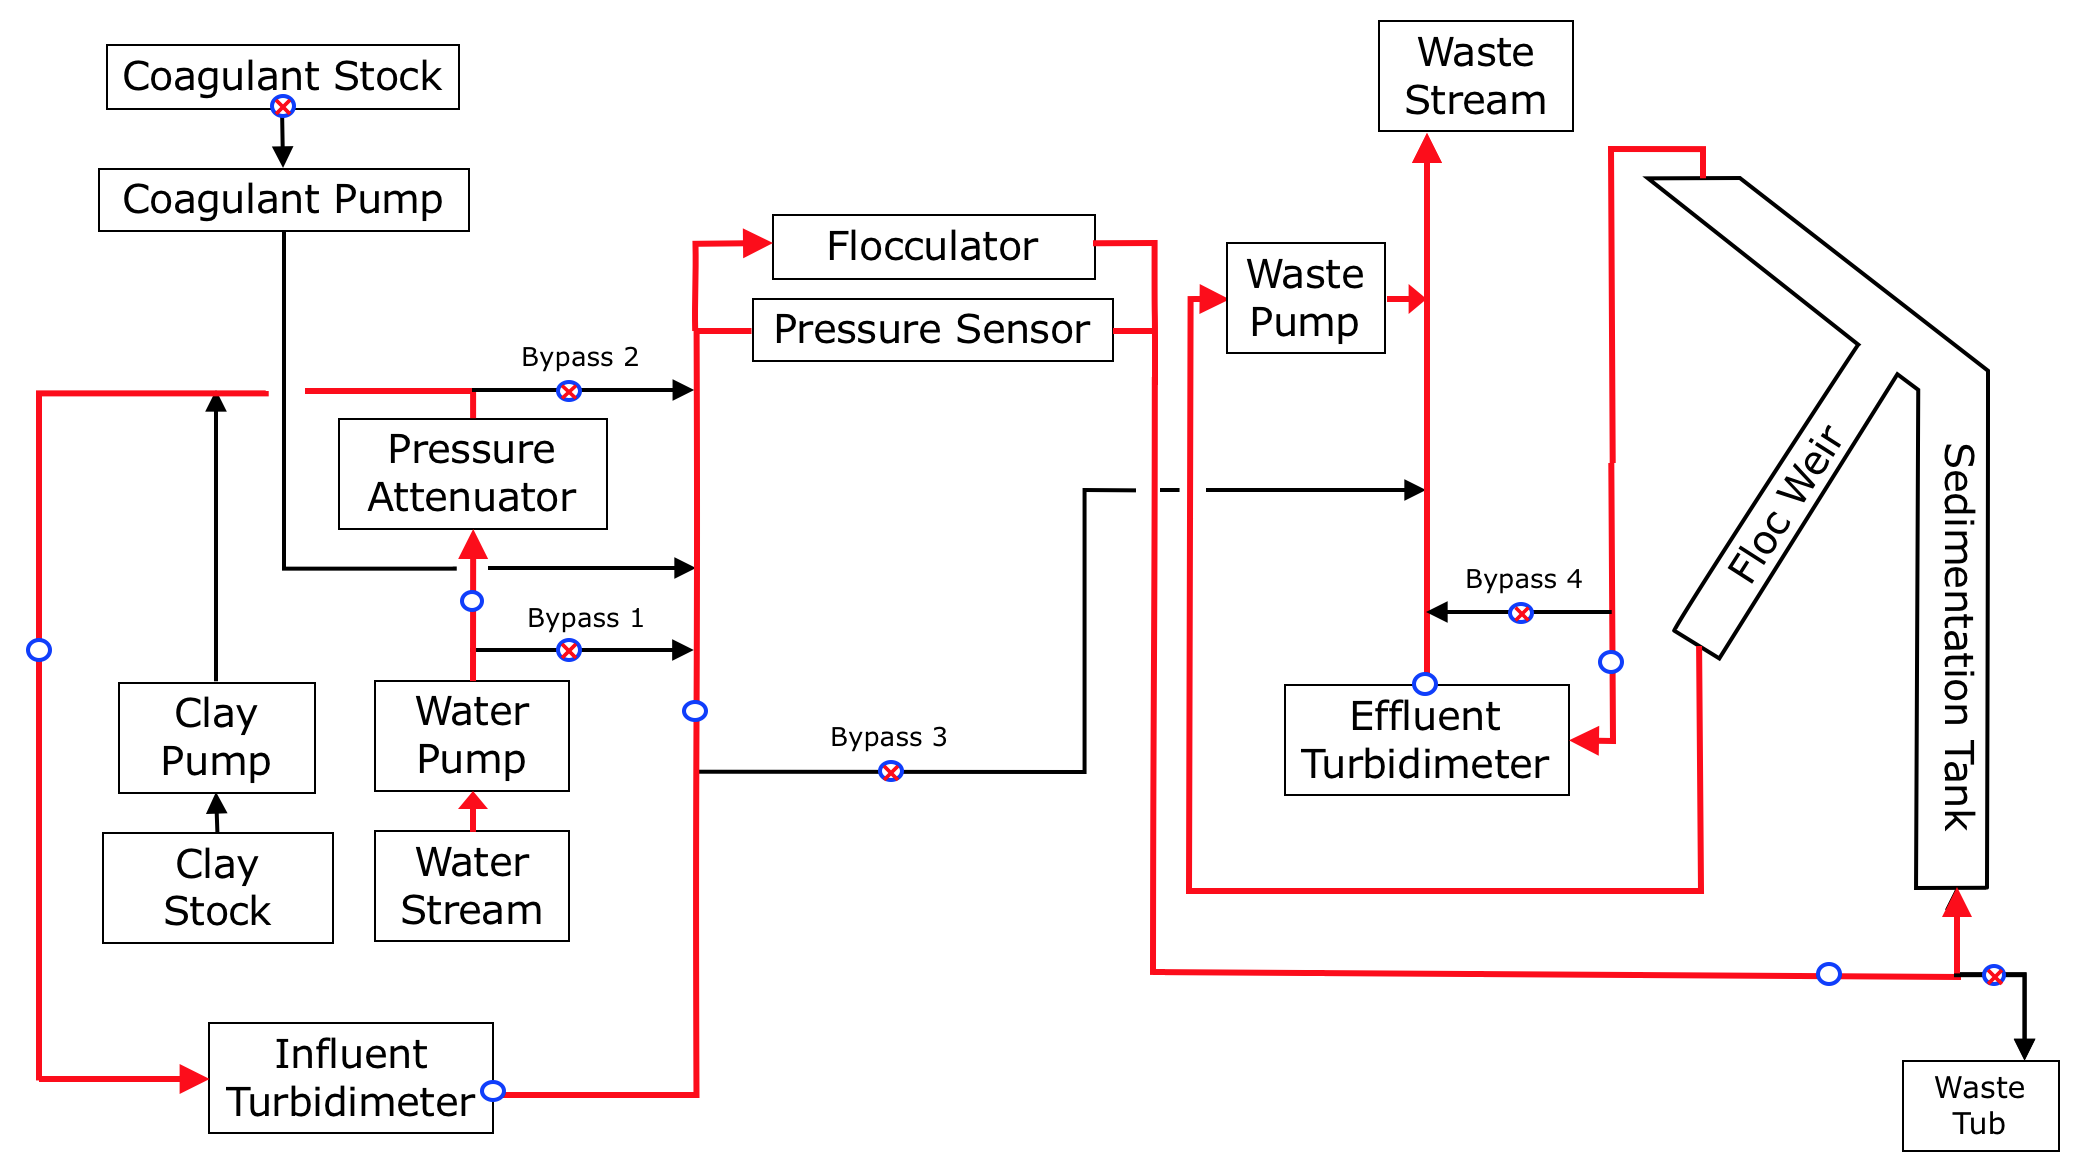 Coagulant Stock
Coagulant Pump
Waste
Stream
Flocculator
Pressure Sensor
Waste
Pump
Bypass 2
Pressure
Attenuator
Bypass 1
Bypass 4
Floc Weir
Sedimentation Tank
Clay
Pump
Water
Pump
Bypass 3
Effluent
Turbidimeter
Clay
Stock
Water
Stream
Influent
Turbidimeter
Waste
Tub